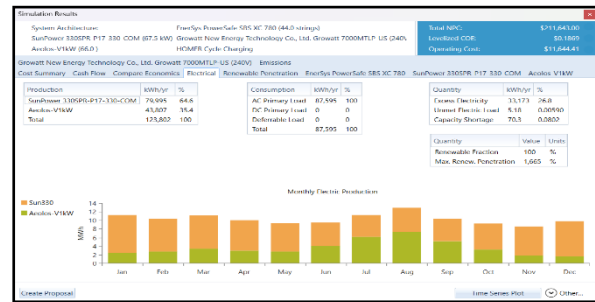 Simulation Results
System Architecture: EnerSys PowerSafe SBS XC 780 (44.0 strings) Total NPC: $211,643.00
SunPower 330SPR P17 330 COM (67.5 kW) Growatt New Energy Technology Co., Ltd. Growatt 7000MTLP US (240V) Levelized COE: $0.1869
Aeolos-V1kW (66.0 ) HOMER Cycle Charging Operating Cost: $11,644.41
Growatt New Energy Technology Co., Ltd. Growatt 7000MTLP US (240V) Emissions
Cost Summary Cash Flow Compare Economics Electrical Renewable Penetration EnerSys PowerSafe SBS XC 780 SunPower 330SPR P17 330 COM Aeolos V1kW
Production kWh/yr % Consumption kWh/yr % Quantity kWh/yr %
SunPower 330SPR-P17-330-COM 79,995 64.6 AC Primary Load 87,595 100 Excess Electricity 33,173 26.8
Aeolos-V1kW 43,807 35.4 DC Primary Load 0 0 Unmet Electric Load 5.18 0.00590
Total 123,802 100 Deferrable Load 0 0 Capacity Shortage 70.3 0.0802
Total 87,595 100
Quantity Value Units
Renewable Fraction 100 %
Max. Renew. Penetration 1,665 %
Monthly Electric Production
Sun330
Aeolos-V1kW
MWh
14
12
10
8
6
4
2
0
Jan Feb Mar Apr May Jun Jul Aug Sep Oct Nov Dec
Create Proposal Time Series Plot Other...